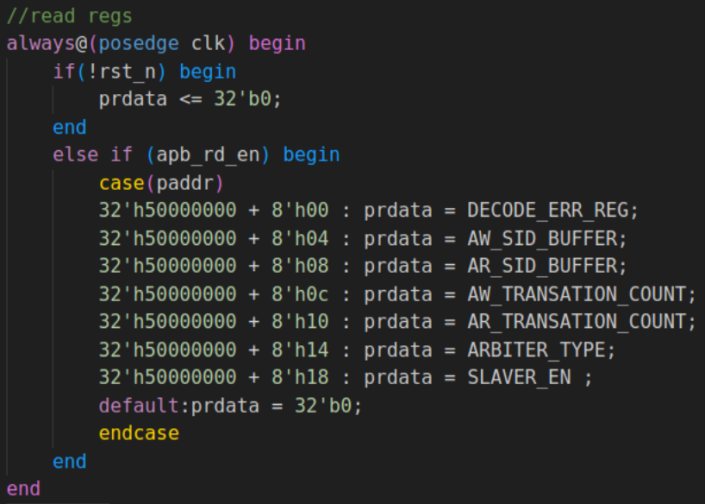 //read regs
always@(posedge clk) begin
if(!rst_n) begin
prdata <= 32'b0;
end
else if (apb_rd_en) begin
case(paddr)
32'h50000000 + 8'h00 : prdata = DECODE_ERR_REG;
32'h50000000 + 8'h04 : prdata = AW_SID_BUFFER;
32'h50000000 + 8'h08 : prdata = AR_SID_BUFFER;
32'h50000000 + 8'h0c : prdata = AW_TRANSATION_COUNT;
32'h50000000 + 8'h10 : prdata = AR_TRANSATION_COUNT;
32'h50000000 + 8'h14 : prdata = ARBITER_TYPE;
32'h50000000 + 8'h18 : prdata = SLAVER_EN ;
default:prdata = 32'b0;
endcase
end
end